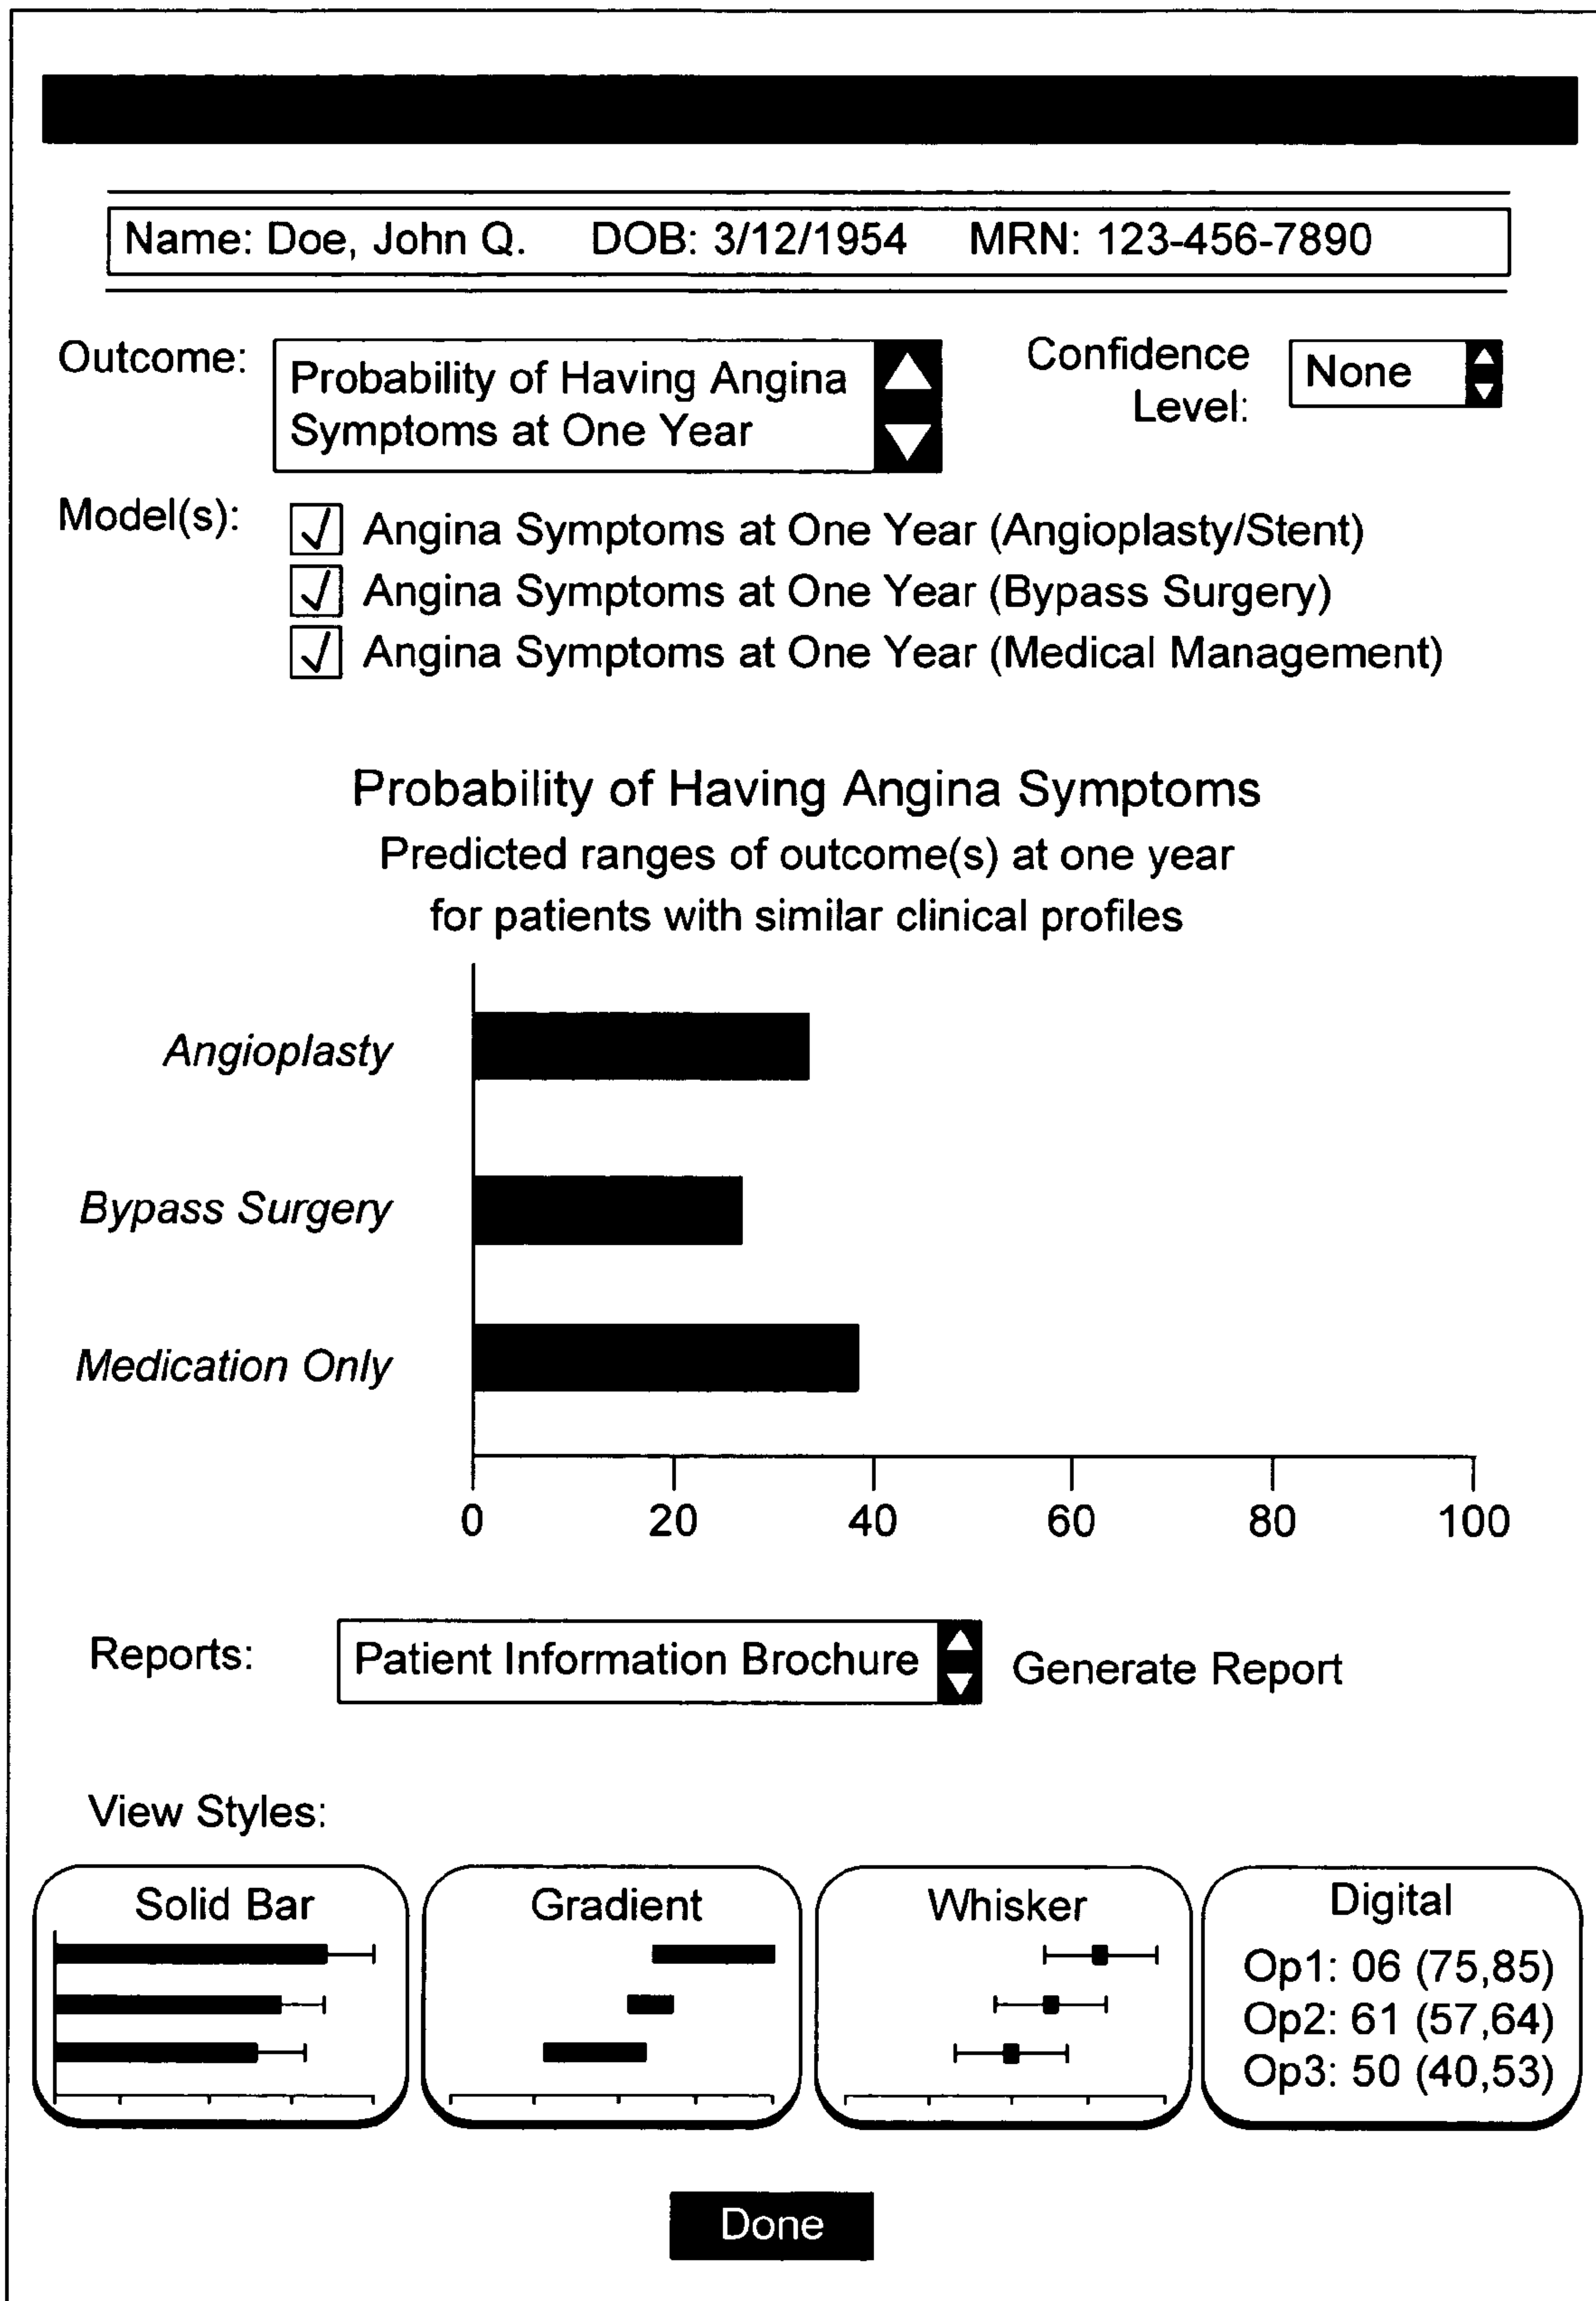 Name: Doe, John Q. DOB: 3/12/1954 MRN: 123-456-7890
Outcome: Probability of Having Angina
Symptoms at One Year
Confidence
Level: None
Model(s): Angina Symptoms at One Year (Angioplasty/Stent)
Angina Symptoms at One Year (Bypass Surgery)
Angina Symptoms at One Year (Medical Management)
Probability of Having Angina Symptoms
Predicted ranges of outcome(s) at one year
for patients with similar clinical profiles
Angioplasty
Bypass Surgery
Medication Only
0 20 40 60 80 100
Reports: Patient Information Brochure Generate Report
View Styles:
Solid Bar
Gradient
Whisker
Digital
Op1: 06 (75,85)
Op2: 61 (57,64)
Op3: 50 (40,53)
Done